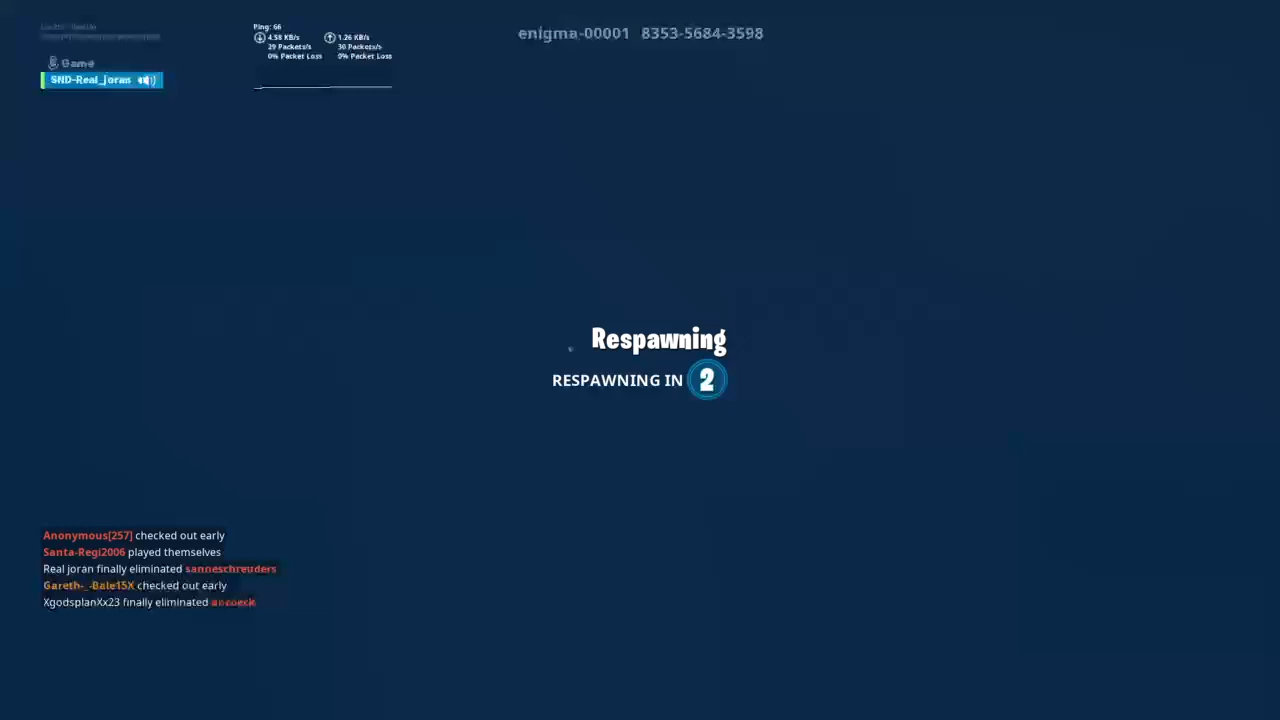 Ping: 66
4.58 KB/s 1.26 KB/s
29 Packets/s 30 Packets/s
0% Packet Loss 0% Packet Loss
enigma-00001 8353-5684-3598
Game
SND-Real_joran
Respawning
RESPAWNING IN 2
Anonymous[257] checked out early
Santa-Regi2006 played themselves
Real joran finally eliminated sanneschreuders
Gareth-_-Bale15X checked out early
XgodsplanXx23 finally eliminated